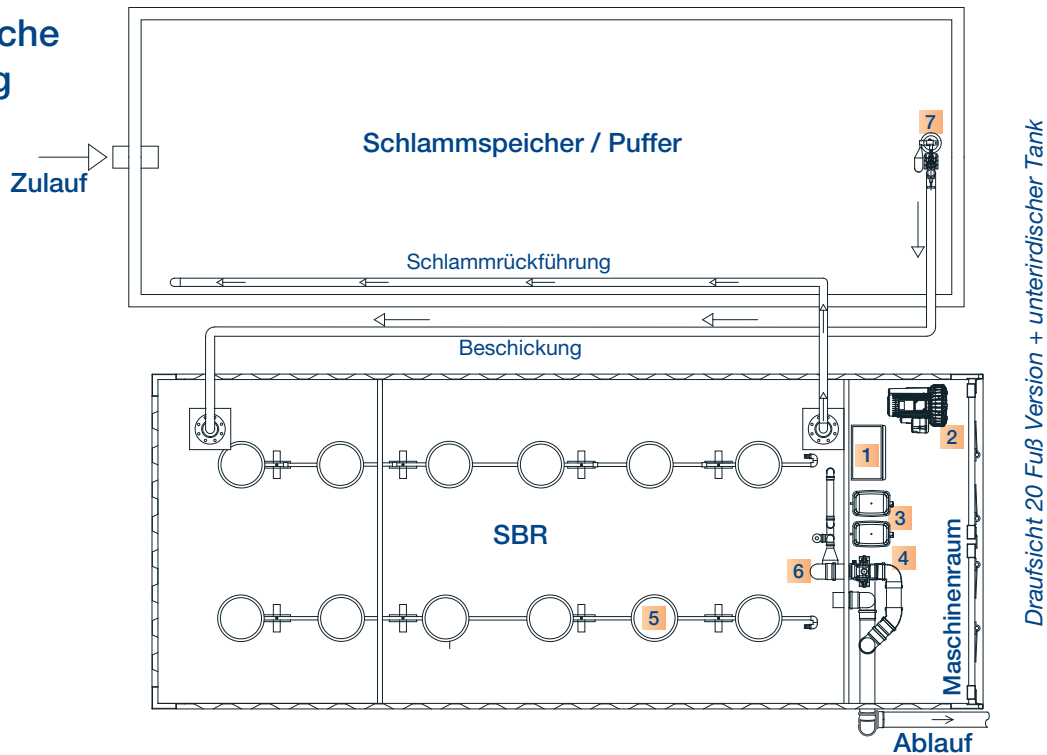 che
g
Zulauf
Schlammspeicher / Puffer
7
Schlammrückführung
Beschickung
2
1
3
SBR
4
6
5
Maschinenraum
Ablauf
Draufsicht 20 Fuß Version + unterirdischer Tank